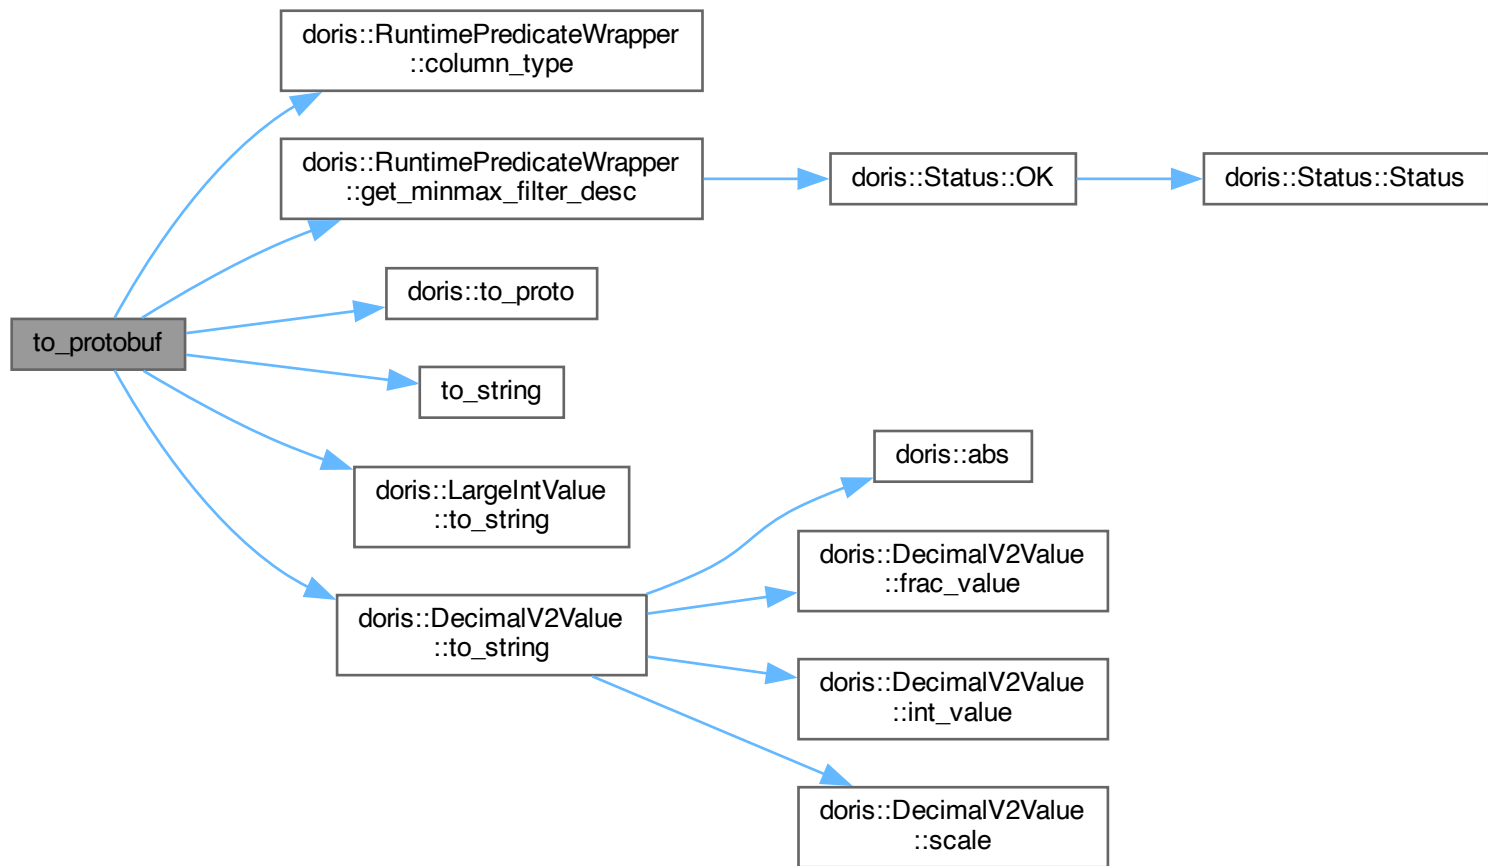 doris::RuntimePredicateWrapper
::column_type
doris::RuntimePredicateWrapper
::get_minmax_filter_desc
doris::Status::OK
doris::Status::Status
doris::to_proto
to_protobuf
to_string
doris::abs
doris::LargeIntValue
::to_string
doris::DecimalV2Value
::frac_value
doris::DecimalV2Value
::to_string
doris::DecimalV2Value
::int_value
doris::DecimalV2Value
::scale